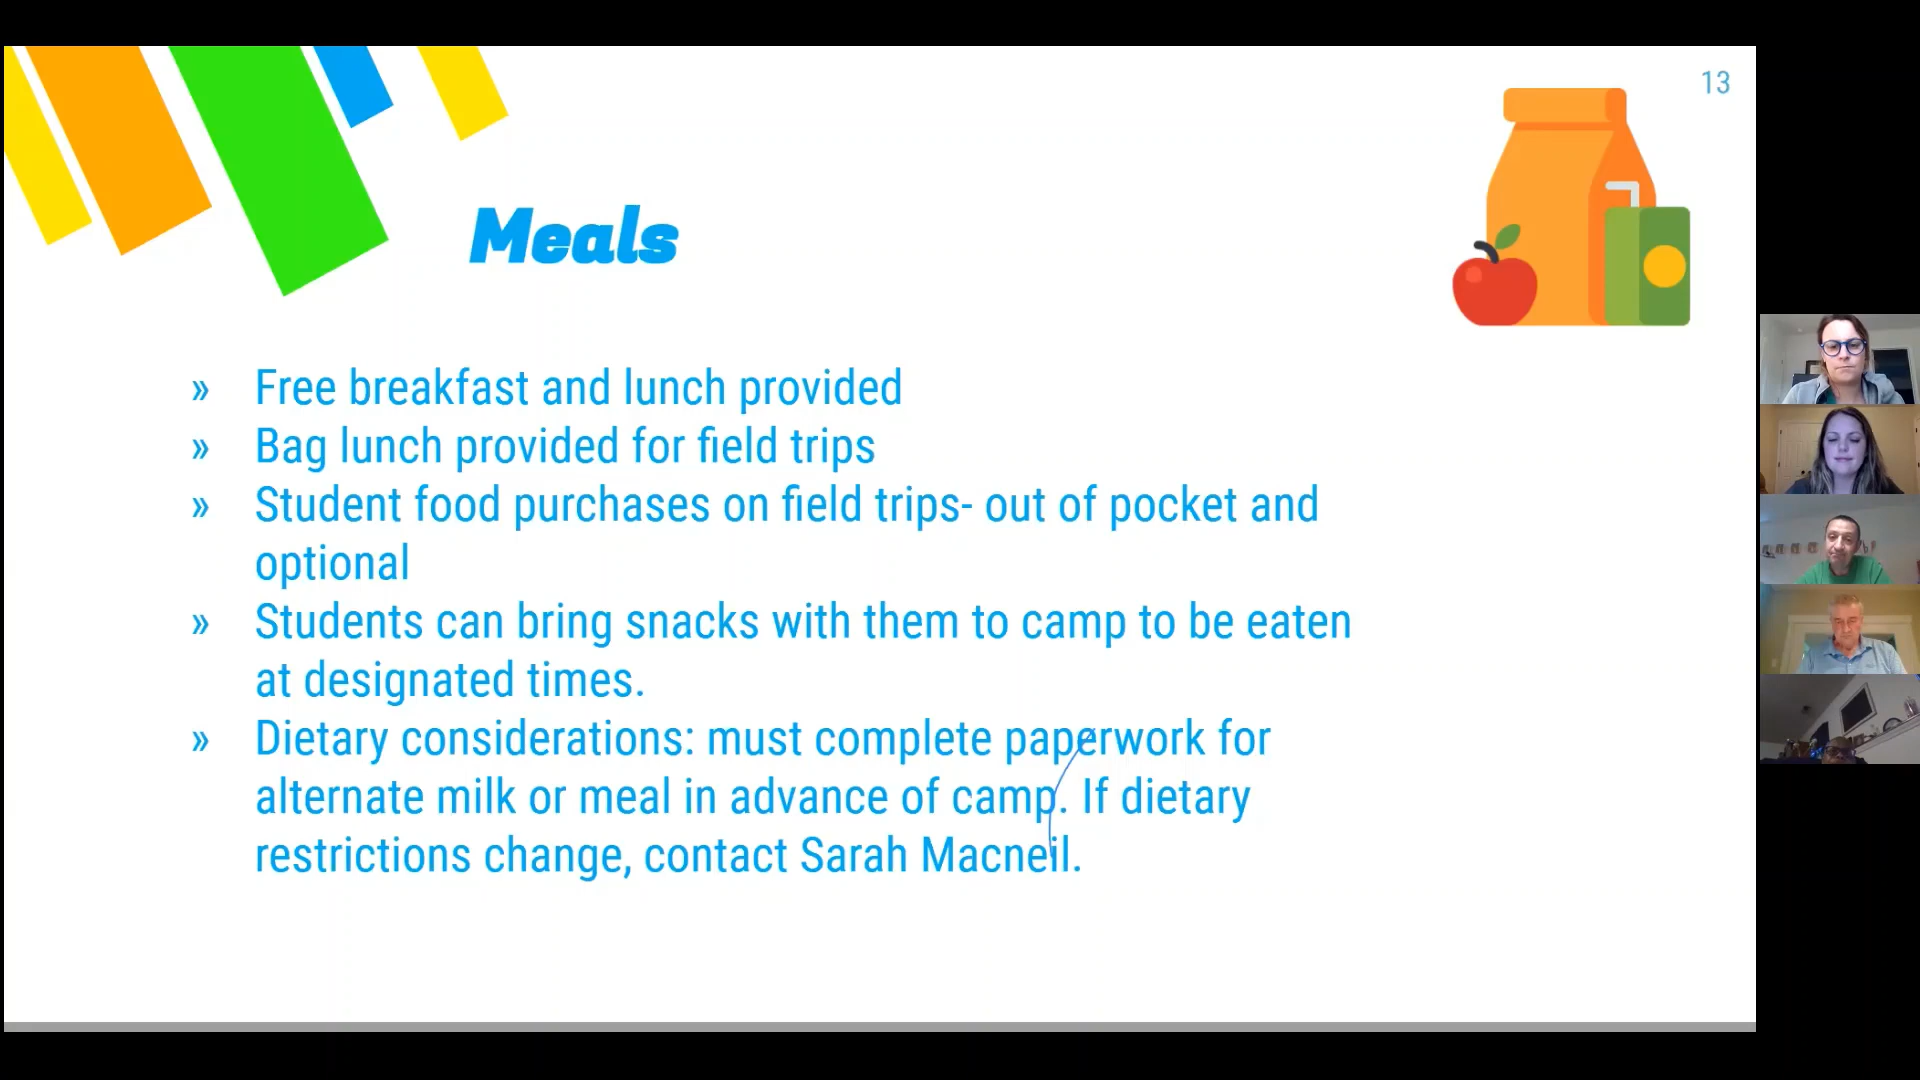 13
Meals
» Free breakfast and lunch provided
» Bag lunch provided for field trips
» Student food purchases on field trips- out of pocket and
optional
» Students can bring snacks with them to camp to be eaten
at designated times.
» Dietary considerations: must complete paperwork for
alternate milk or meal in advance of camp. If dietary
restrictions change, contact Sarah Macneil.